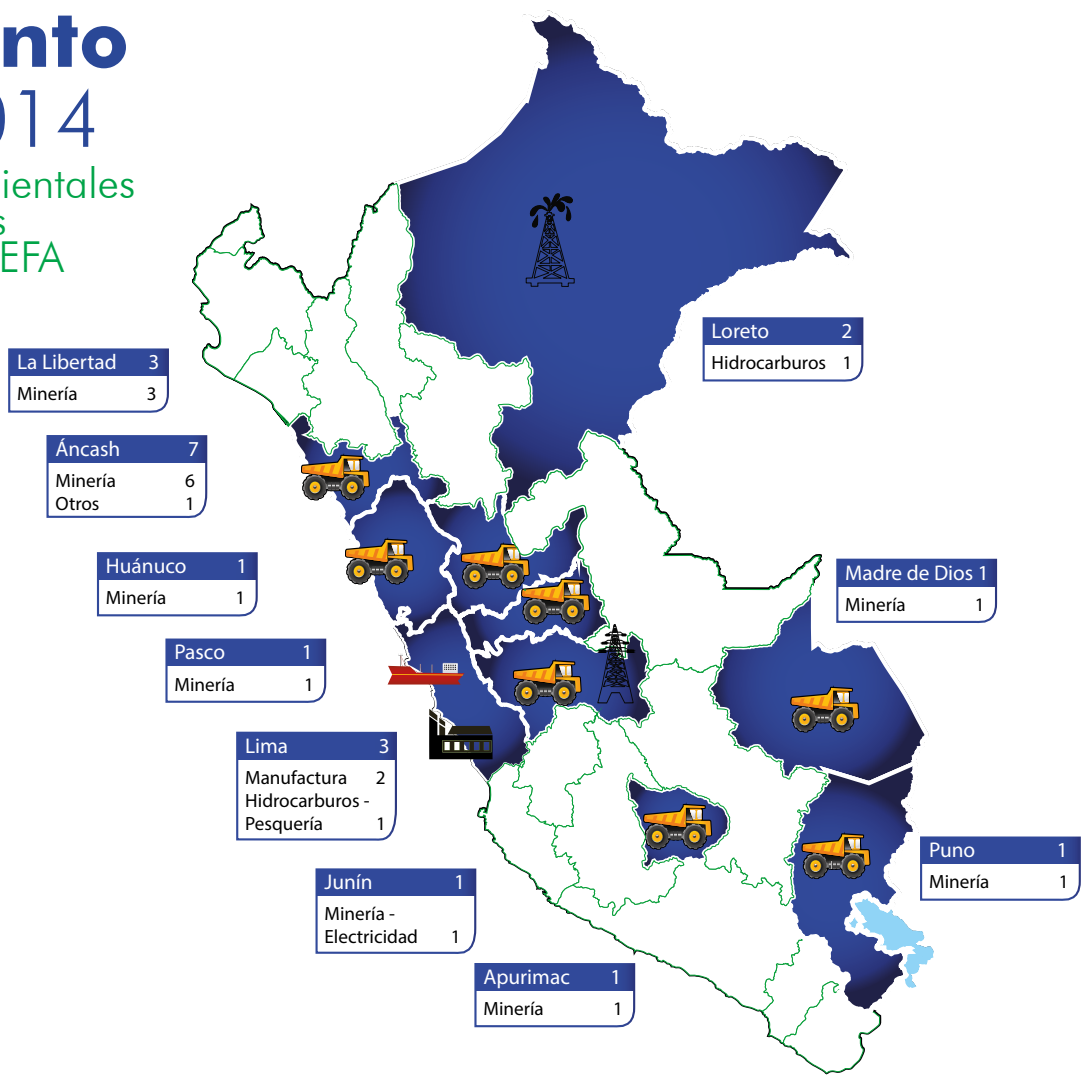 nto
014
ientales
s
EFA
Loreto 2
Hidrocarburos 1
La Libertad 3
Minería 3
Áncash 7
Minería 6
Otros 1
Huánuco 1
Minería 1
Madre de Dios 1
Minería 1
Pasco 1
Minería 1
Lima 3
Manufactura 2
Hidrocarburos -
Pesquería 1
Puno 1
Minería 1
Junín 1
Minería -
Electricidad 1
Apurimac 1
Minería 1